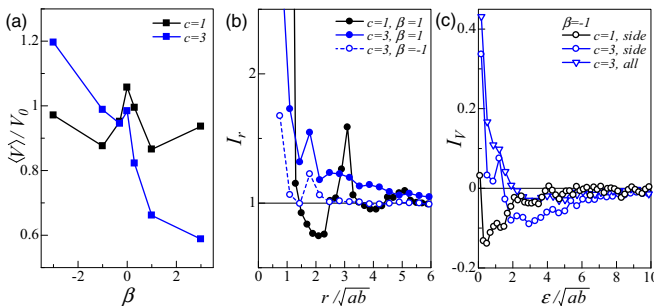 (a)
c=1
c=3
1.2
1
0.8
0.6
⟨V⟩/V₀
-2 0 2
β
(b)
c=1, β=1
c=3, β=1
c=3, β=-1
2
1
I_r
0 1 2 3 4 5 6
r/√ab
(c)
β=-1
c=1, side
c=3, side
c=3, all
0.4
0.2
0
-0.2
I_V
0 2 4 6 8 10
ε/√ab